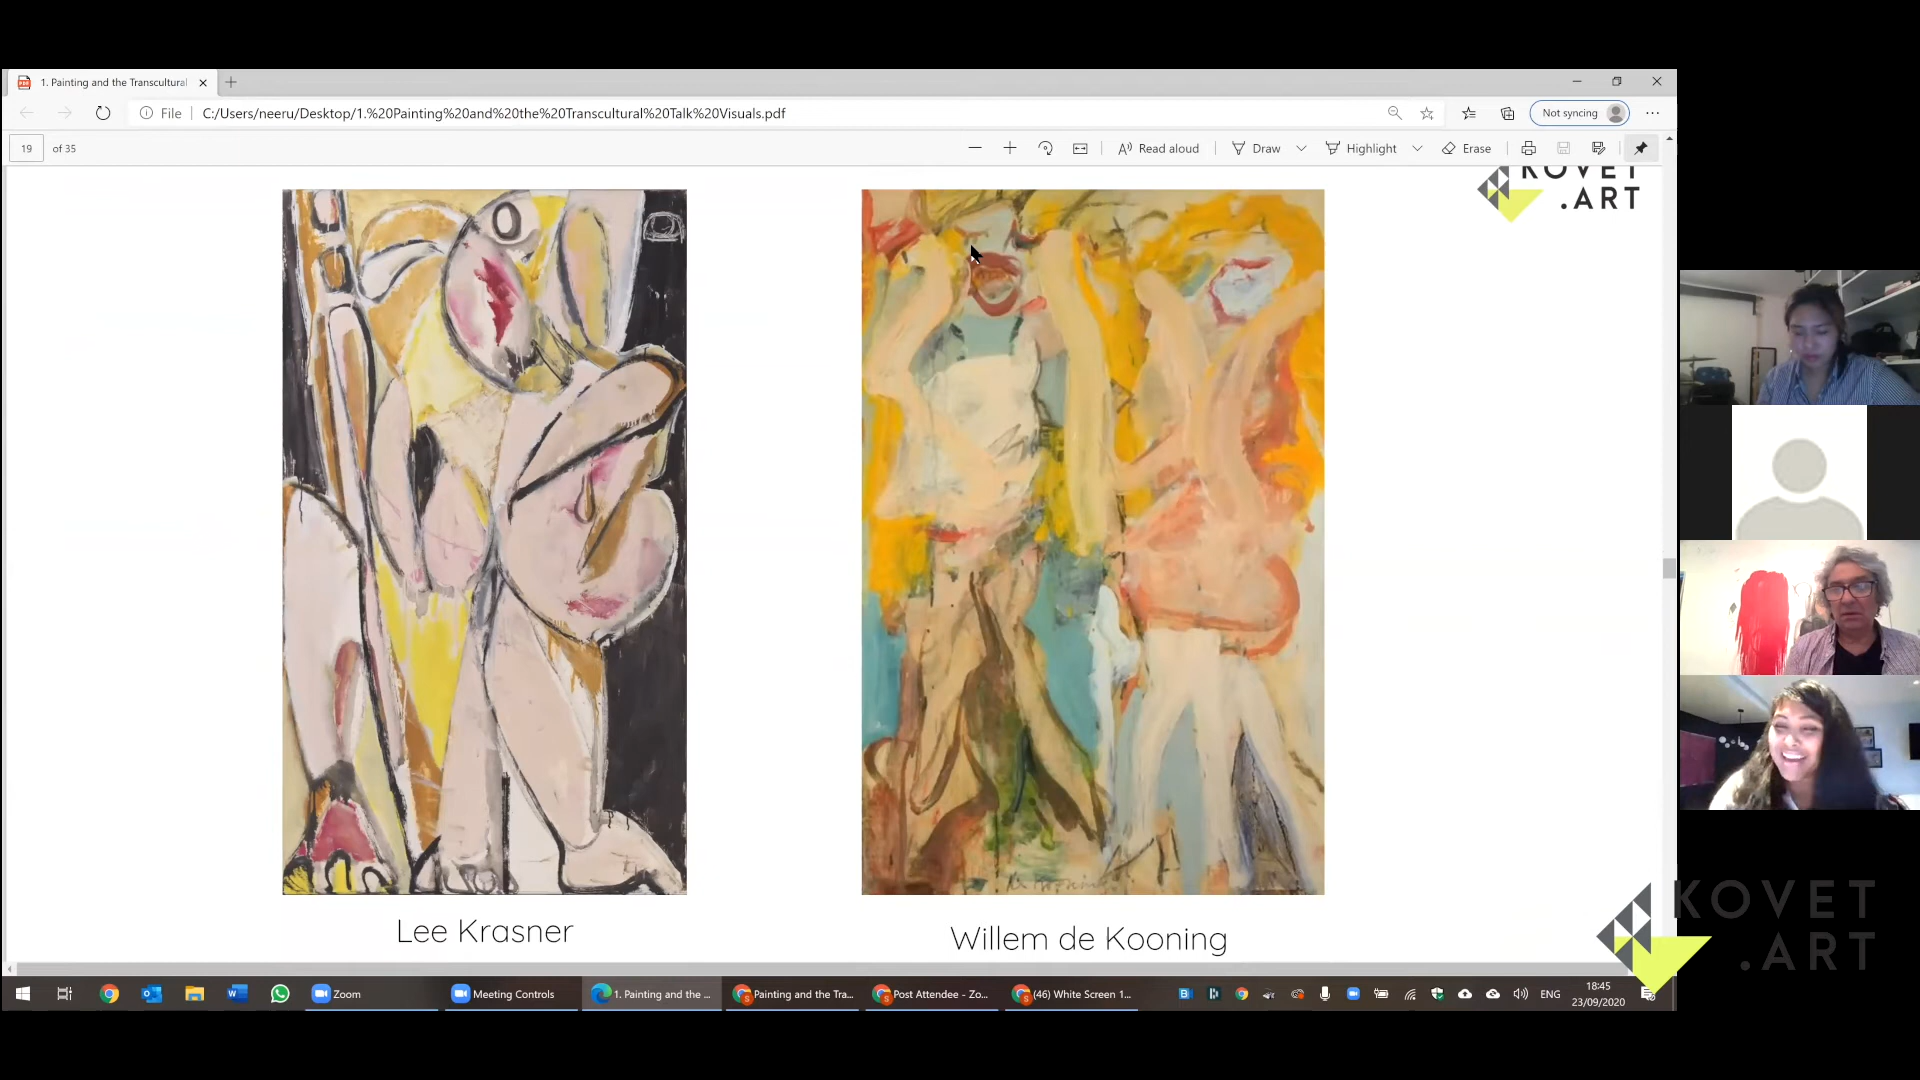 1. Painting and the Transcultural
File
C:/Users/neeru/Desktop/1.%20Painting%20and%20the%20Transcultural%20Talk%20Visuals.pdf
Not syncing
19 of 35
Read aloud
Draw
Highlight
Erase
KOVET
.ART
Lee Krasner
Willem de Kooning
KOVET
.ART
Zoom
Meeting Controls
1. Painting and the ...
Painting and the Tra...
Post Attendee - Zo...
(46) White Screen 1...
ENG
18:45
23/09/2020